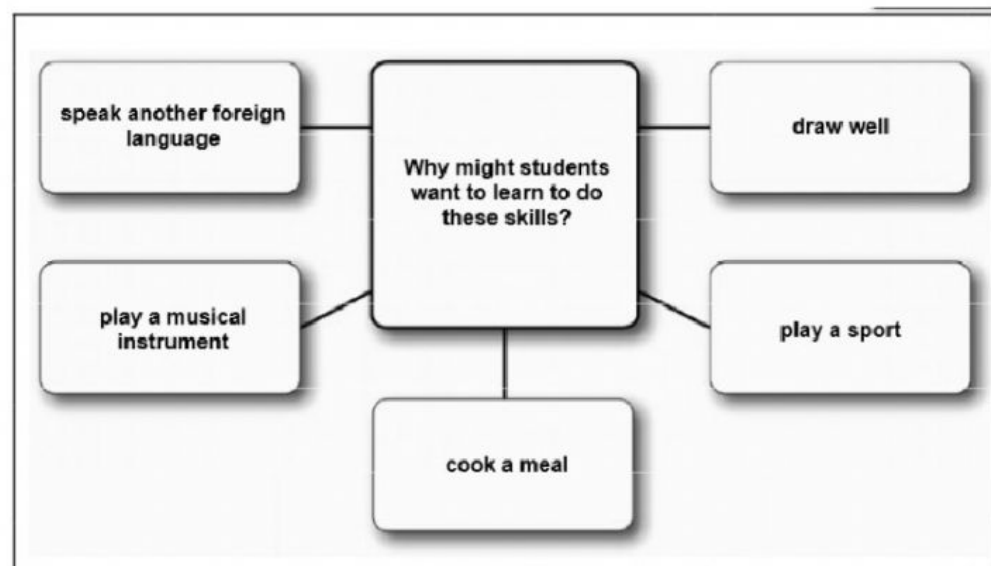 speak another foreign
language
Why might students
want to learn to do
these skills?
draw well
play a musical
instrument
play a sport
cook a meal